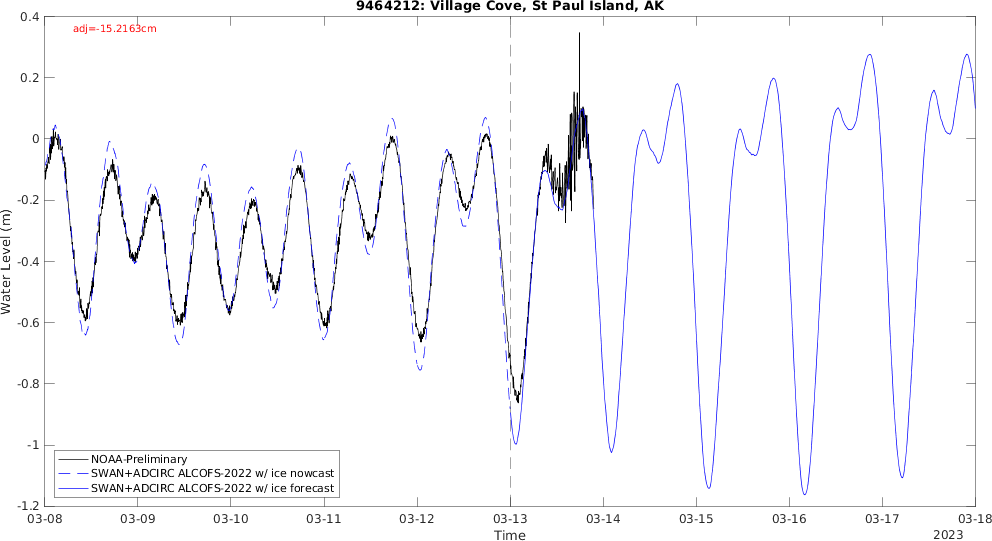 9464212: Village Cove, St Paul Island, AK
adj=-15.2163cm
0.4
0.2
0
-0.2
-0.4
-0.6
-0.8
-1
-1.2
Water Level (m)
NOAA-Preliminary
SWAN+ADCIRC ALCOFS-2022 w/ ice nowcast
SWAN+ADCIRC ALCOFS-2022 w/ ice forecast
03-08 03-09 03-10 03-11 03-12 03-13 03-14 03-15 03-16 03-17 03-18
Time
2023